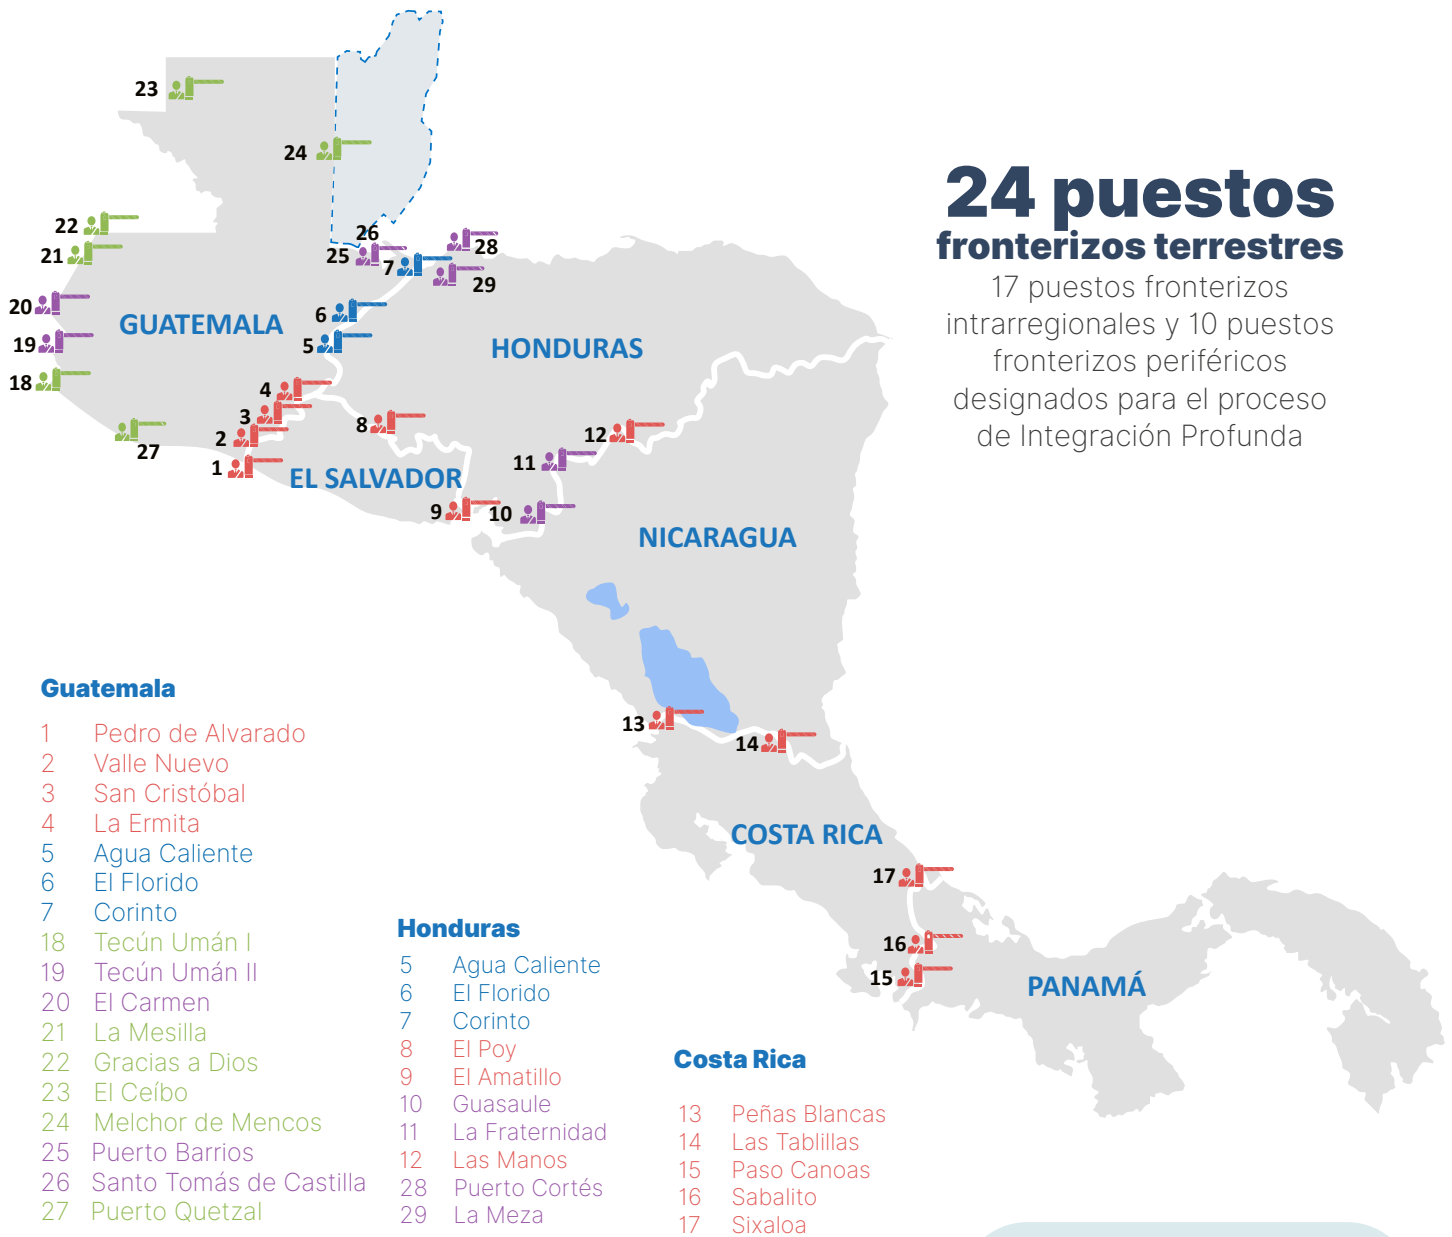 24 puestos
fronterizos terrestres
17 puestos fronterizos
intrarregionales y 10 puestos
fronterizos periféricos
designados para el proceso
de Integración Profunda
23
24
22
21
26
25
7
28
29
20
19
18
6
5
GUATEMALA
HONDURAS
4
3
2
1
27
8
12
11
EL SALVADOR
9
10
NICARAGUA
13
14
COSTA RICA
17
16
15
PANAMÁ
Guatemala
1 Pedro de Alvarado
2 Valle Nuevo
3 San Cristóbal
4 La Ermita
5 Agua Caliente
6 El Florido
7 Corinto
18 Tecún Umán I
19 Tecún Umán II
20 El Carmen
21 La Mesilla
22 Gracias a Dios
23 El Ceíbo
24 Melchor de Mencos
25 Puerto Barrios
26 Santo Tomás de Castilla
27 Puerto Quetzal
Honduras
5 Agua Caliente
6 El Florido
7 Corinto
8 El Poy
9 El Amatillo
10 Guasaule
11 La Fraternidad
12 Las Manos
28 Puerto Cortés
29 La Meza
Costa Rica
13 Peñas Blancas
14 Las Tablillas
15 Paso Canoas
16 Sabalito
17 Sixaloa